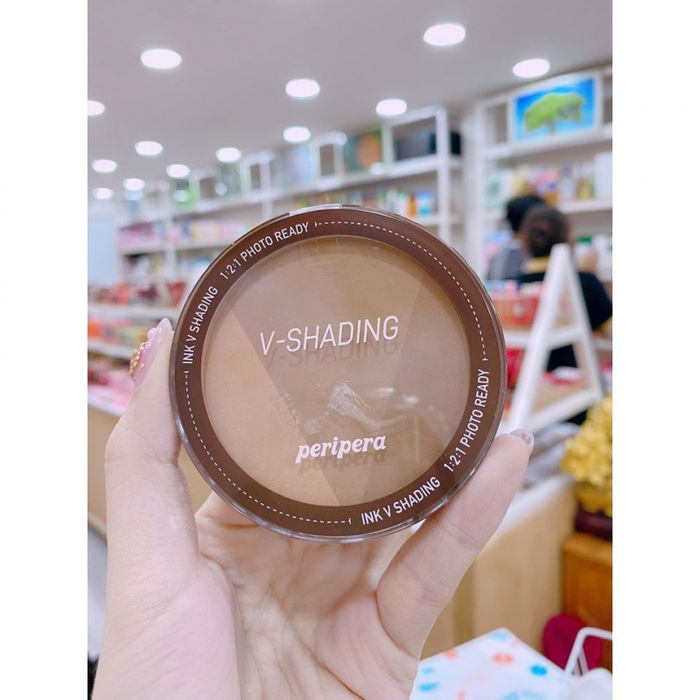 INK V SHADING 1:2:1 PHOTO READY
V-SHADING
peripera
INK V SHADING 1:2:1 PHOTO READY